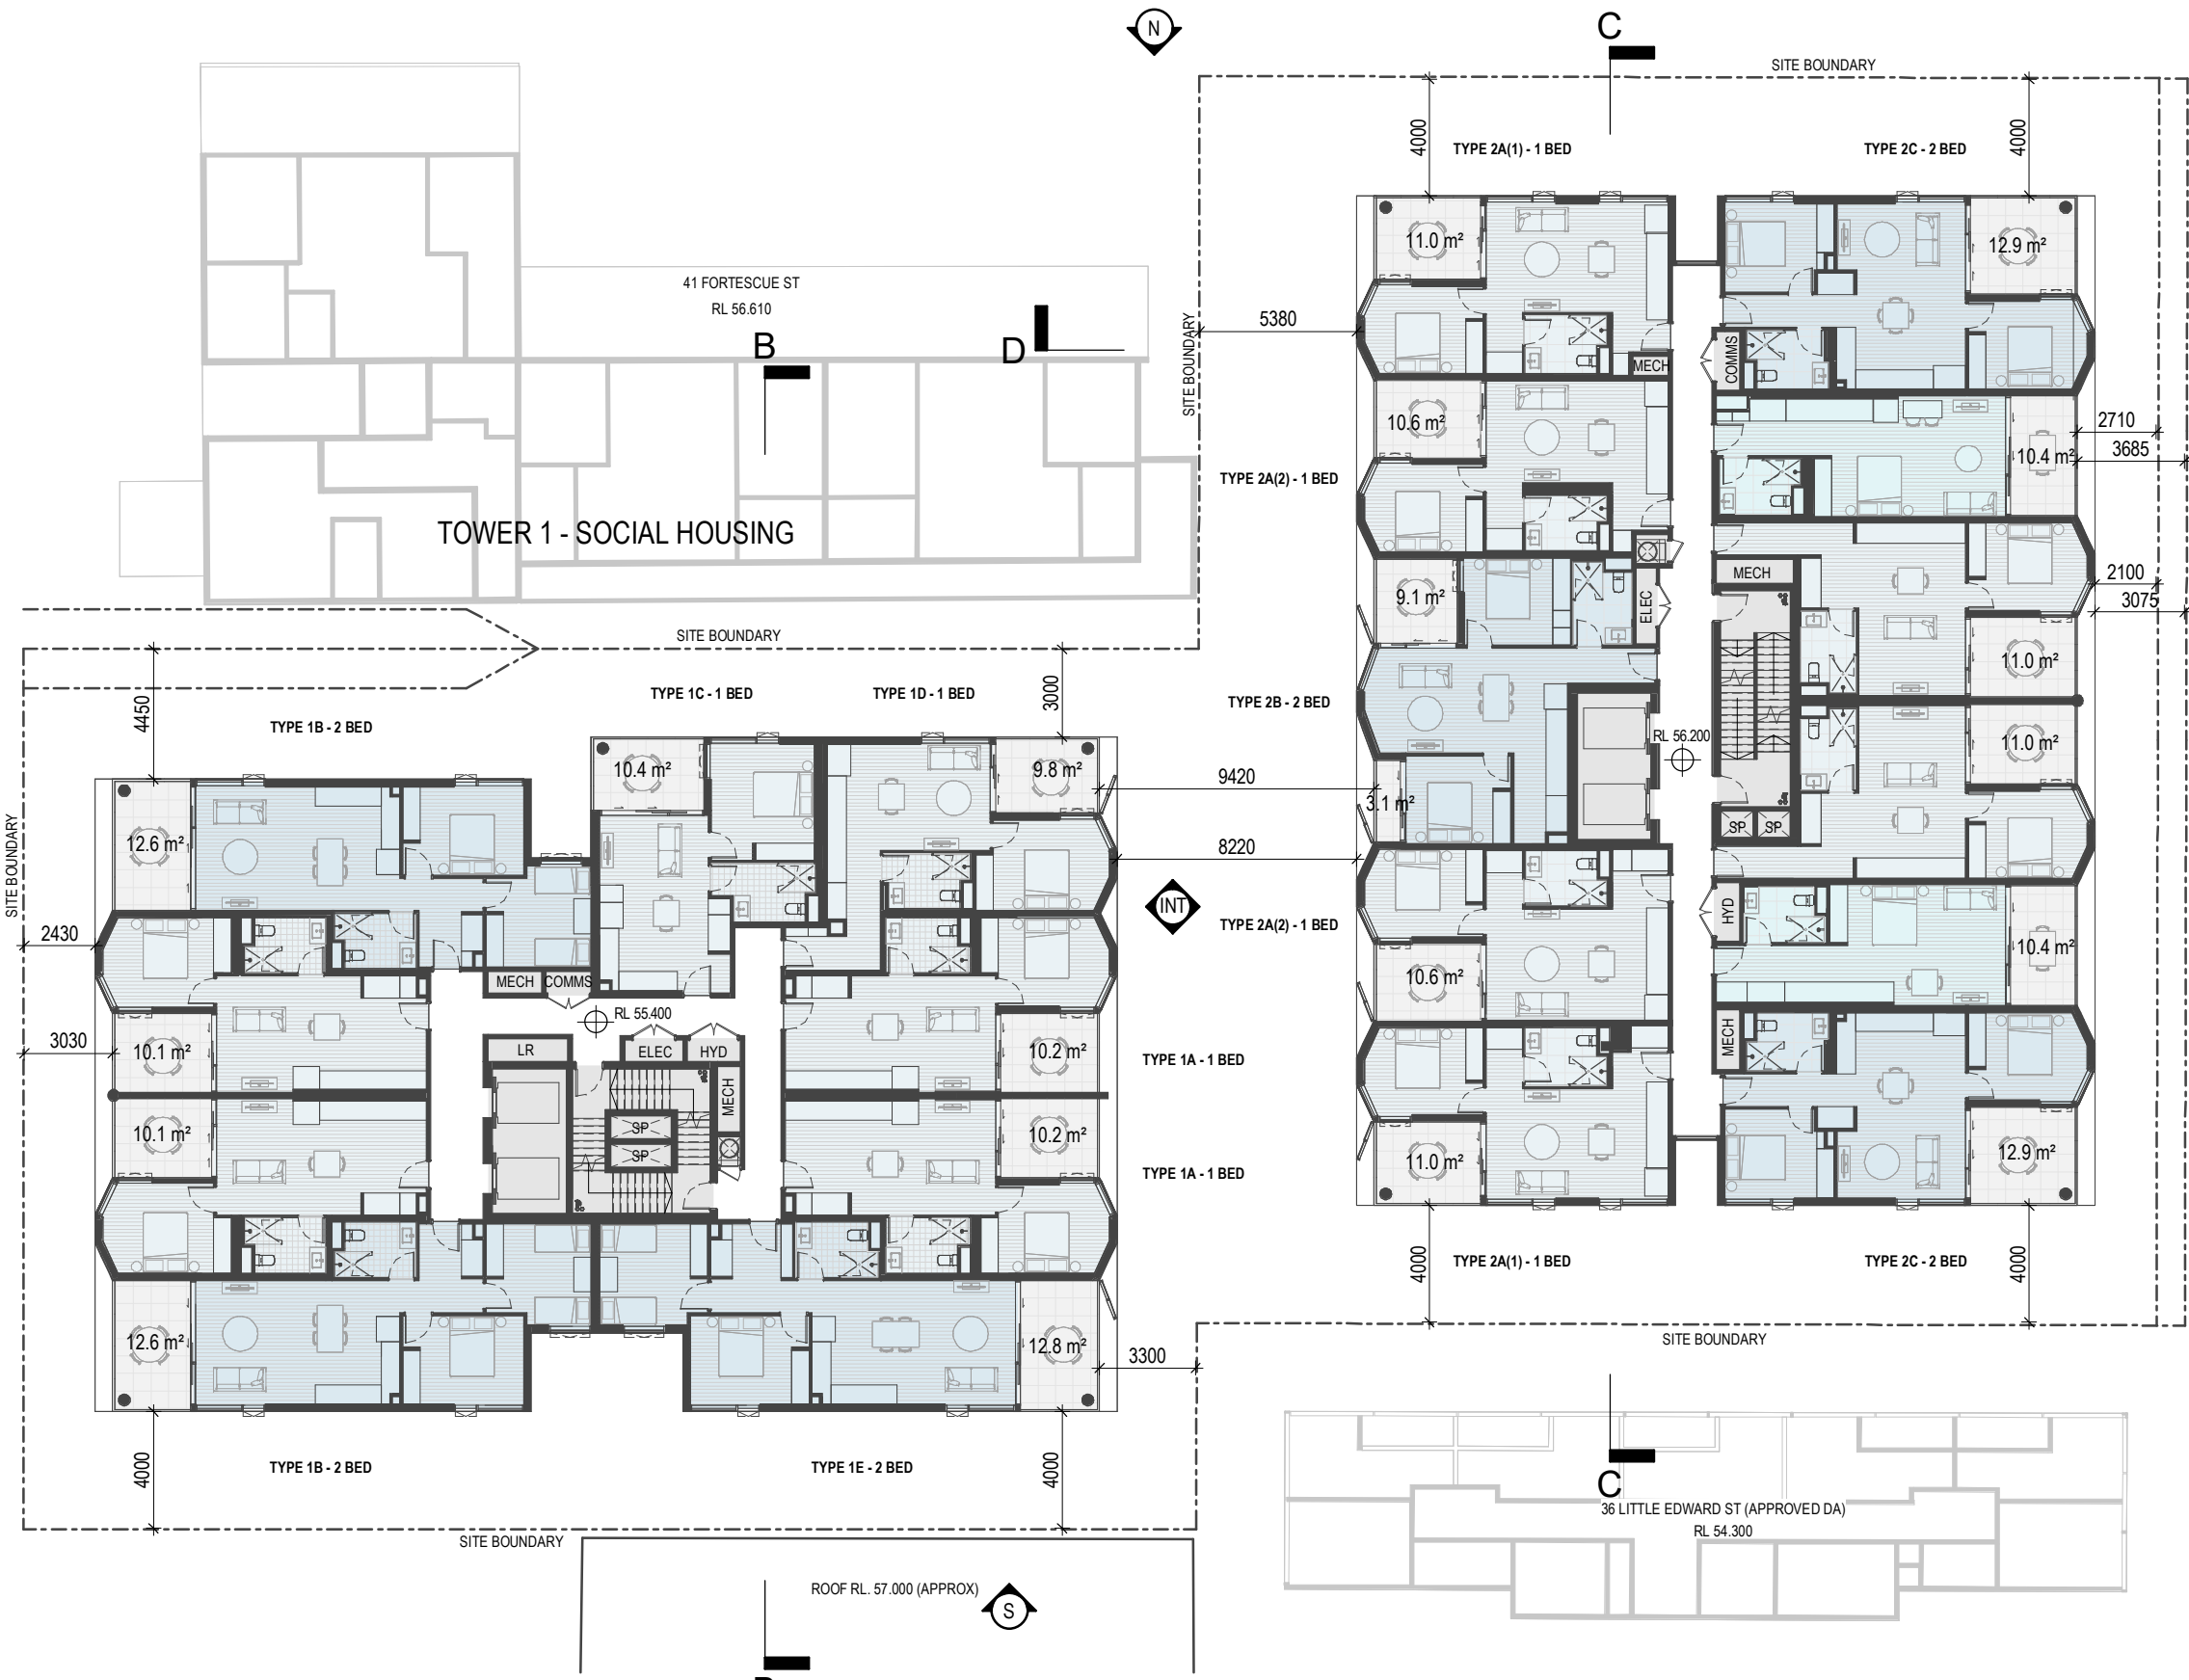 N
C
SITE BOUNDARY
4000
TYPE 2A(1) - 1 BED
TYPE 2C - 2 BED
4000
11.0 m²
12.9 m²
41 FORTESCUE ST
RL 56.610
B
D
SITE BOUNDARY
5380
MECH
COMMS
10.6 m²
2710
3685
10.4 m²
TYPE 2A(2) - 1 BED
TOWER 1 - SOCIAL HOUSING
MECH
2100
3075
9.1 m²
ELEC
SITE BOUNDARY
11.0 m²
4450
TYPE 1B - 2 BED
TYPE 1C - 1 BED
TYPE 1D - 1 BED
3000
TYPE 2B - 2 BED
RL 56.200
11.0 m²
10.4 m²
9.8 m²
9420
3.1 m²
SP
SP
SITE BOUNDARY
12.6 m²
8220
INT
TYPE 2A(2) - 1 BED
HYD
2430
10.4 m²
MECH
COMMS
10.6 m²
RL 55.400
3030
10.1 m²
LR
ELEC
HYD
10.2 m²
TYPE 1A - 1 BED
MECH
MECH
10.1 m²
SP
SP
10.2 m²
TYPE 1A - 1 BED
11.0 m²
12.9 m²
4000
TYPE 2A(1) - 1 BED
TYPE 2C - 2 BED
4000
12.6 m²
12.8 m²
3300
SITE BOUNDARY
4000
TYPE 1B - 2 BED
TYPE 1E - 2 BED
4000
C
36 LITTLE EDWARD ST (APPROVED DA)
RL 54.300
SITE BOUNDARY
ROOF RL. 57.000 (APPROX)
S